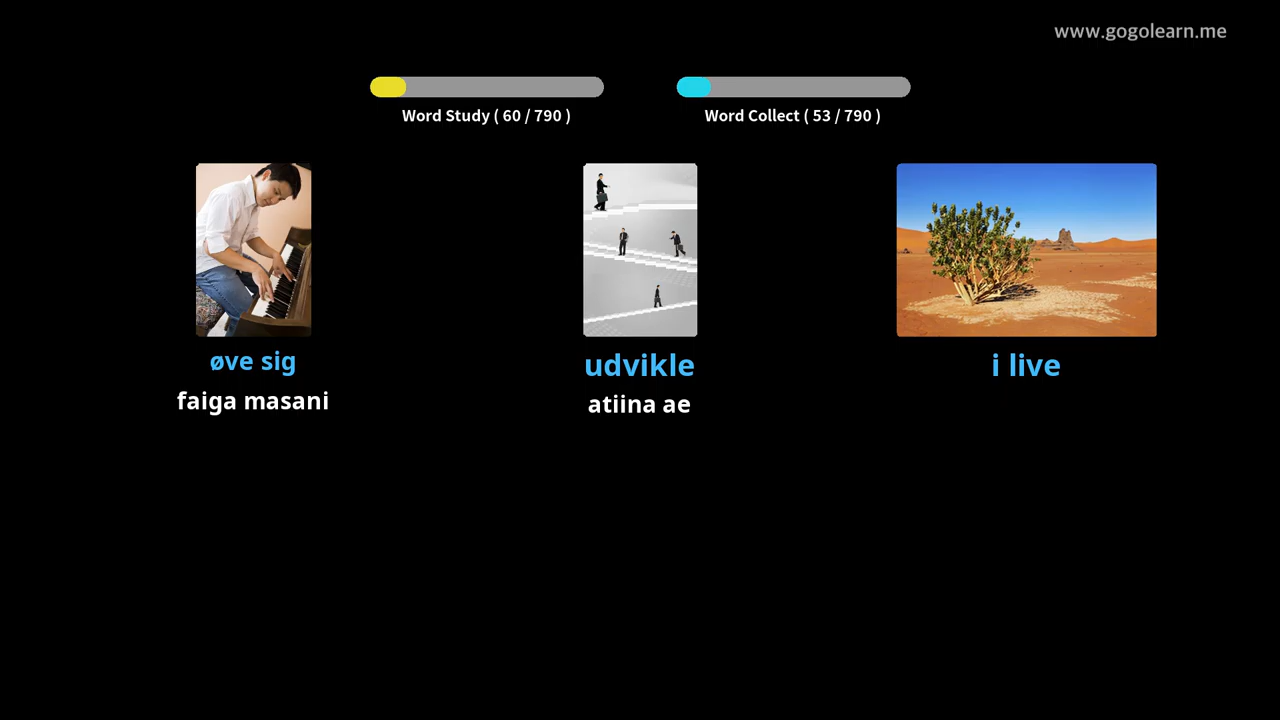 www.gogolearn.me
Word Study ( 60 / 790 )
Word Collect ( 53 / 790 )
øve sig
udvikle
i live
faiga masani
atiina ae